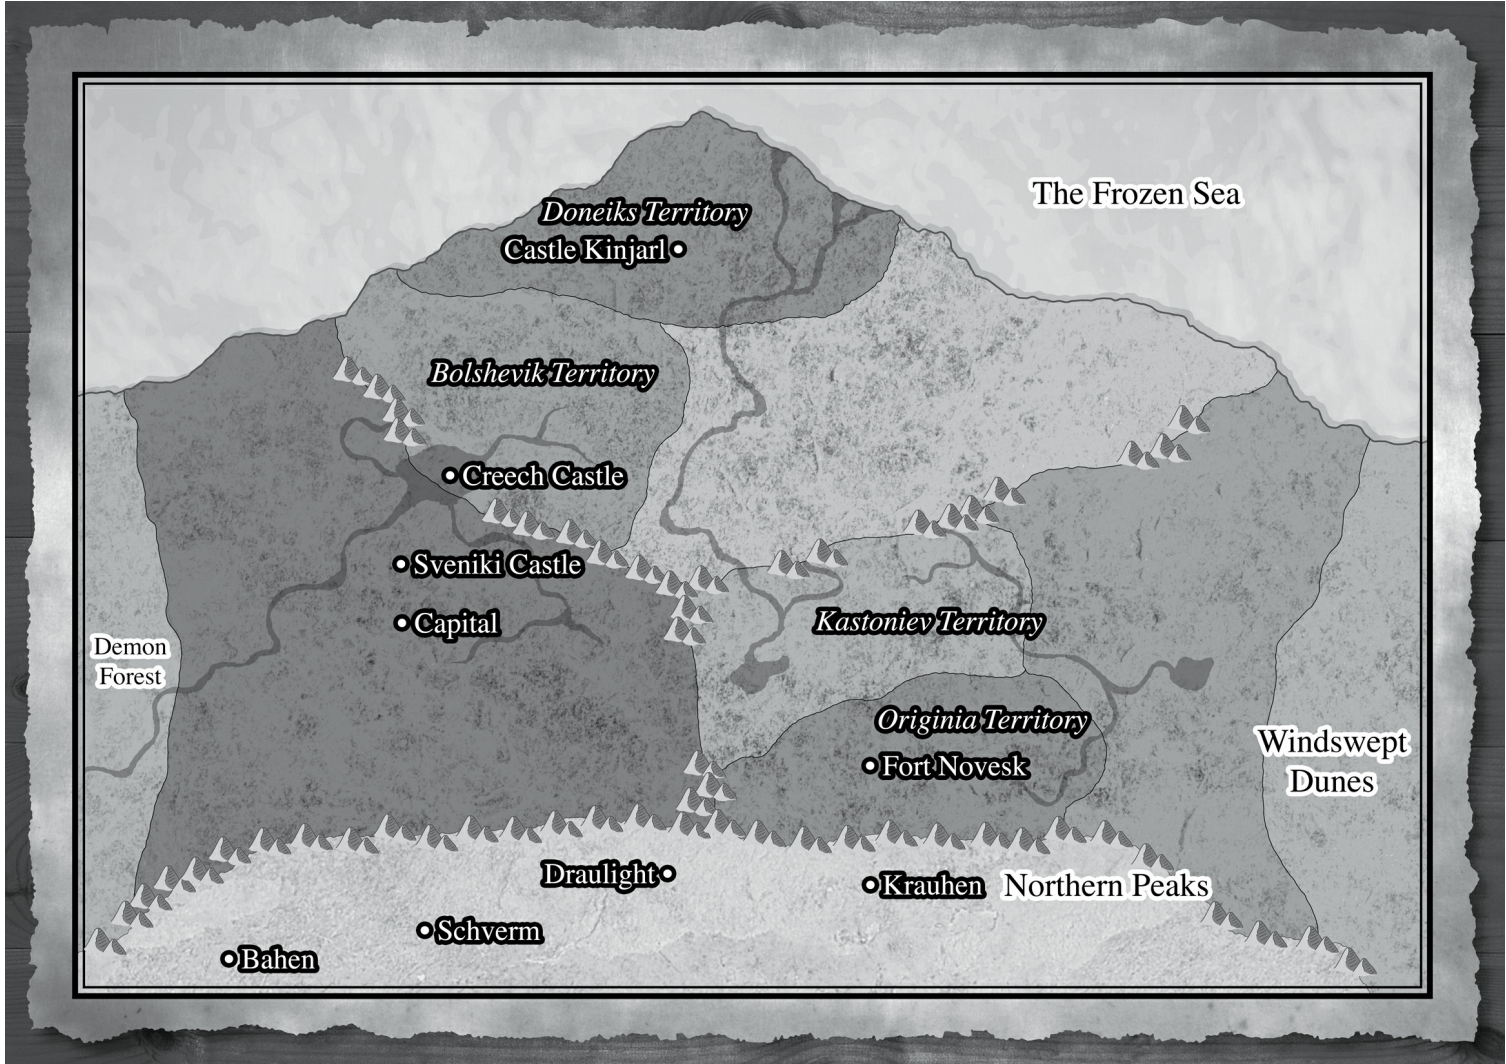 The Frozen Sea
Doneiks Territory
Castle Kinjarl
Bolshevik Territory
Creech Castle
Sveniki Castle
Capital
Kastoniev Territory
Demon
Forest
Originia Territory
Fort Novesk
Windswept
Dunes
Draulight
Krauhen
Northern Peaks
Schverm
Bahen